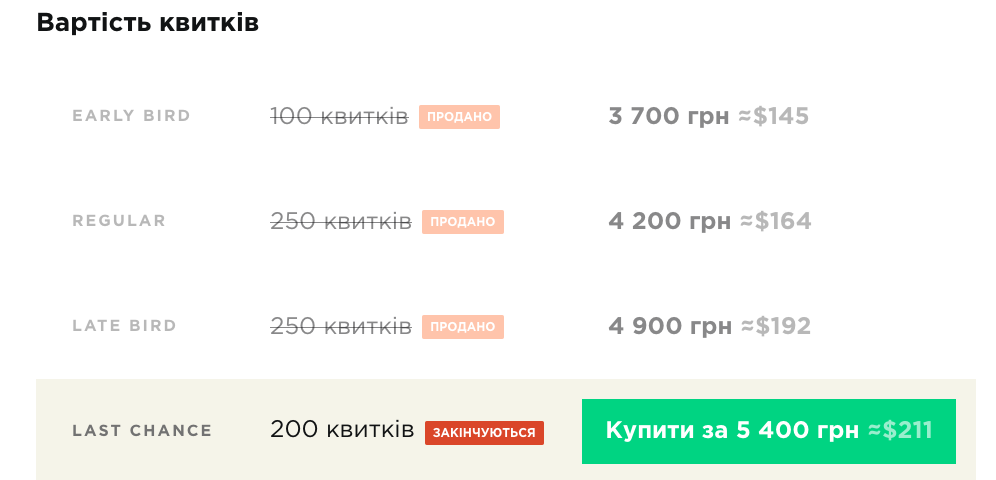 Вартість квитків
EARLY BIRD 100 квитків ПРОДАНО 3 700 грн ≈$145
REGULAR 250 квитків ПРОДАНО 4 200 грн ≈$164
LATE BIRD 250 квитків ПРОДАНО 4 900 грн ≈$192
LAST CHANCE 200 квитків ЗАКІНЧУЮТЬСЯ Купити за 5 400 грн ≈$211